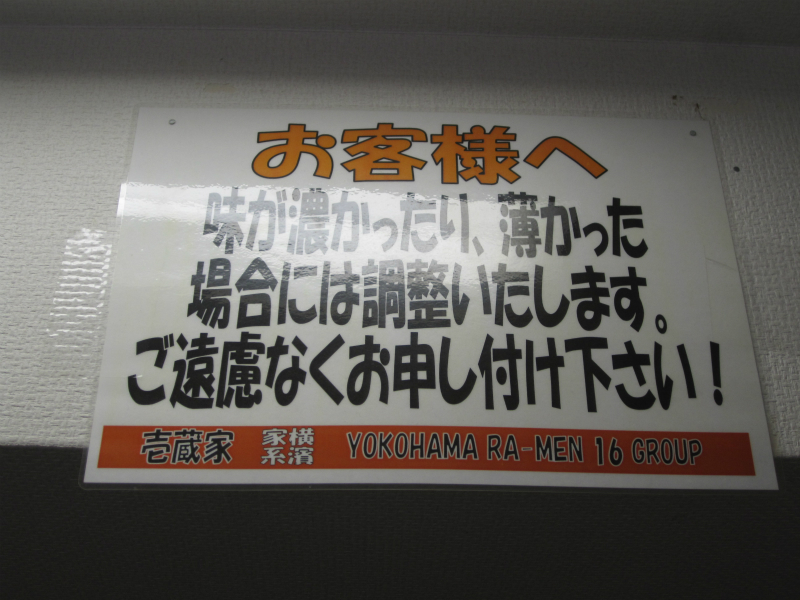 お客様へ
味が濃かったり、薄かった
場合には調整いたします。
ご遠慮なくお申し付け下さい！
壱蔵家 横濱家系 YOKOHAMA RA-MEN 16 GROUP